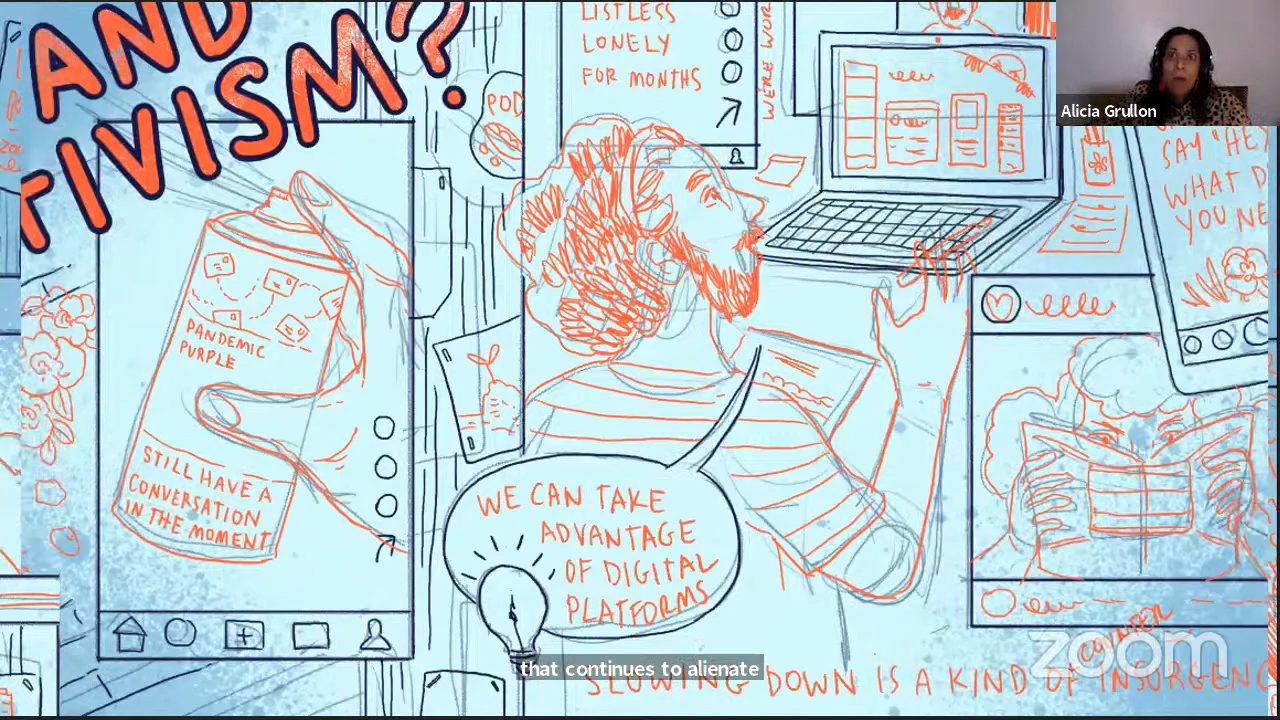 AND
TIVISM?
LISTLESS
LONELY
FOR MONTHS
WERE WOR
POD
Alicia Grullon
SAY "HE
WHAT D
YOU NE
PANDEMIC
PURPLE
STILL HAVE A
CONVERSATION
IN THE MOMENT
WE CAN TAKE
ADVANTAGE
OF DIGITAL
PLATFORMS
COUNTER
SLOWING DOWN IS A KIND OF INSURGENC
that continues to alienate
zoom